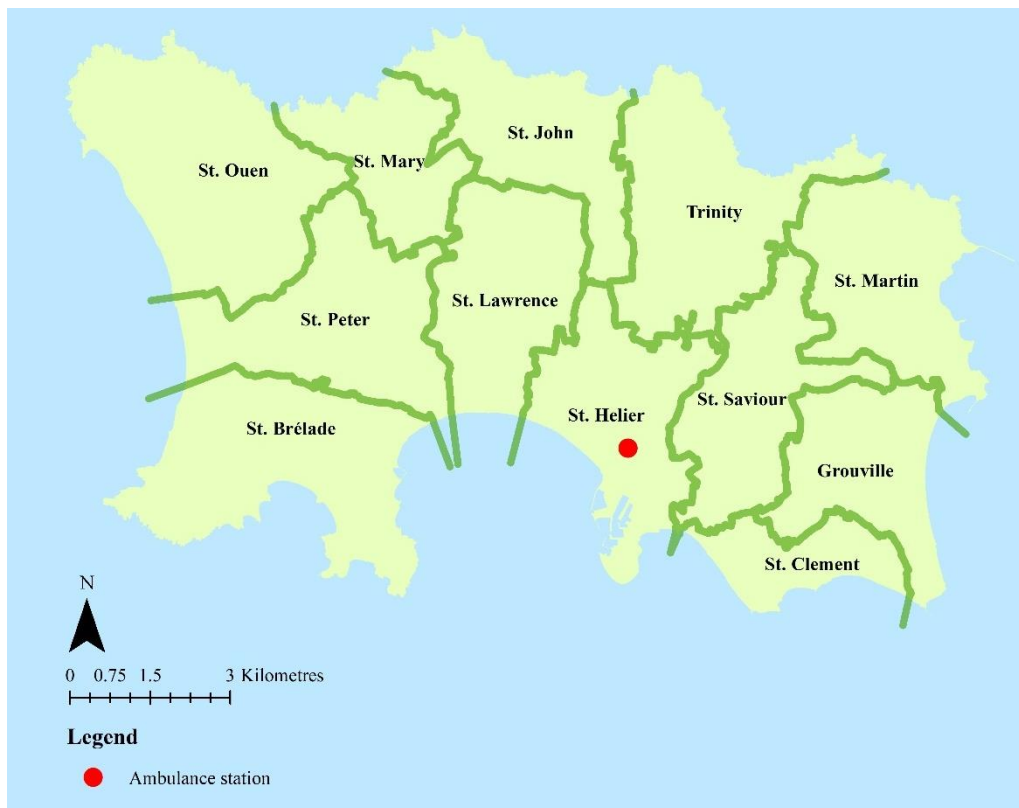 St. John
St. Mary
St. Ouen
Trinity
St. Martin
St. Lawrence
St. Peter
St. Saviour
St. Helier
St. Brélade
Grouville
St. Clement
N
0 0.75 1.5 3 Kilometres
Legend
Ambulance station